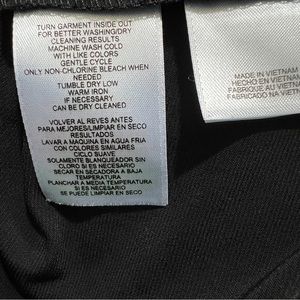 TURN GARMENT INSIDE OUT
FOR BETTER WASHING/DRY
CLEANING RESULTS
MACHINE WASH COLD
WITH LIKE COLORS
GENTLE CYCLE
ONLY NON-CHLORINE BLEACH WHEN
NEEDED
TUMBLE DRY LOW
WARM IRON
IF NECESSARY
CAN BE DRY CLEANED
VOLVER AL REVES ANTES
PARA MEJORES/LIMPIAR EN SECO
RESULTADOS
LAVAR A MAQUINA EN AGUA FRIA
CON COLORES SIMILARES
CICLO SUAVE
SOLAMENTE BLANQUEADOR SIN
CLORO SI ES NECESARIO
SECAR EN SECADORA A BAJA
TEMPERATURA
PLANCHAR A MEDIA TEMPERATURA
SI ES NECESARIO
SE PUEDE LIMPIAR EN SECO
MADE IN VIETNAM
FABRIQUE AU VIETNAM
FABRICADO NA VIETN